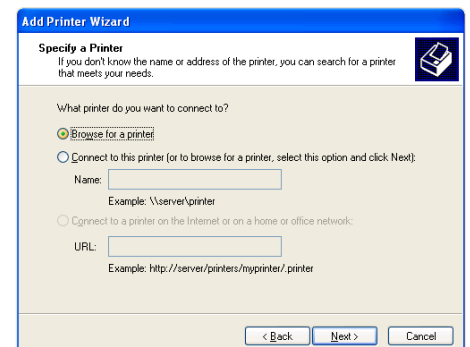 Add Printer Wizard
Specify a Printer
If you don't know the name or address of the printer, you can search for a printer
that meets your needs.
What printer do you want to connect to?
Browse for a printer
Connect to this printer (or to browse for a printer, select this option and click Next):
Name:
Example: \\server\printer
Connect to a printer on the Internet or on a home or office network:
URL:
Example: http://server/printers/myprinter/.printer
< Back Next > Cancel